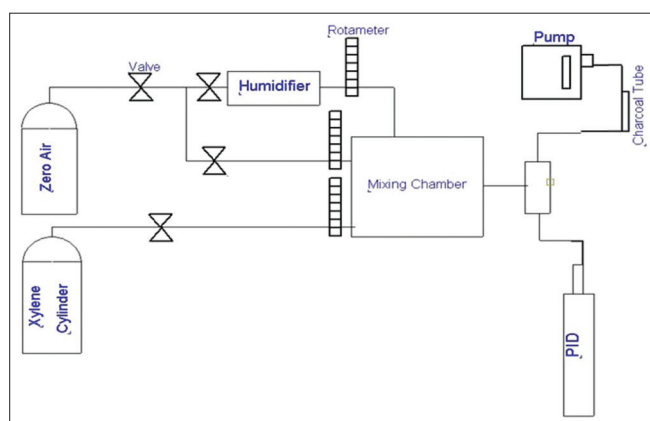 Rotameter
Pump
Valve
Humidifier
Charcoal Tube
Zero Air
Mixing Chamber
Xylene
Cylinder
PID